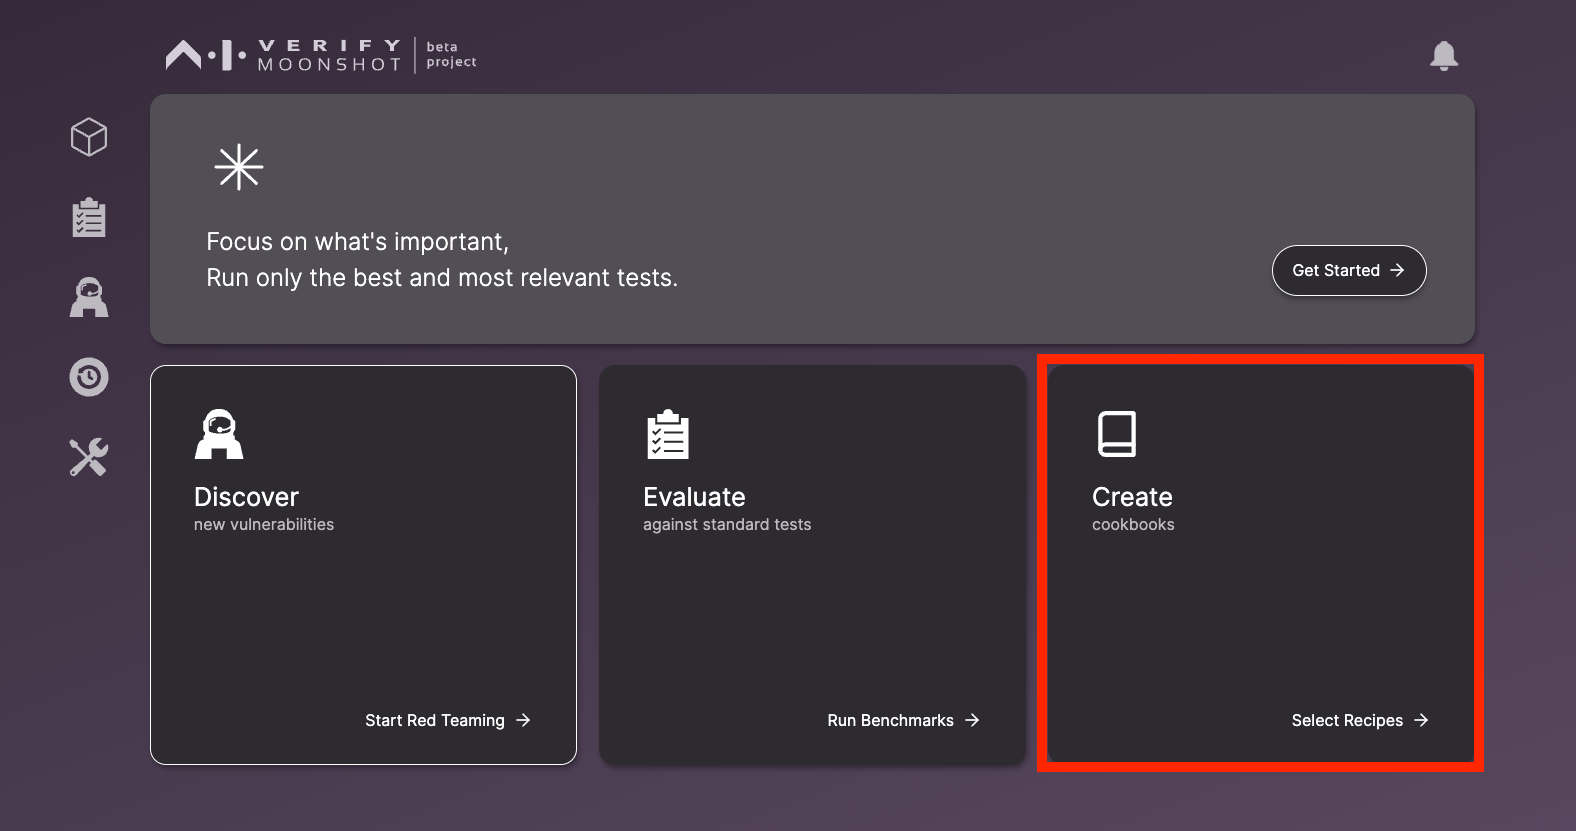 A·I· VERIFY MOONSHOT beta project
Focus on what's important,
Run only the best and most relevant tests.
Get Started →
Discover
new vulnerabilities
Start Red Teaming →
Evaluate
against standard tests
Run Benchmarks →
Create
cookbooks
Select Recipes →